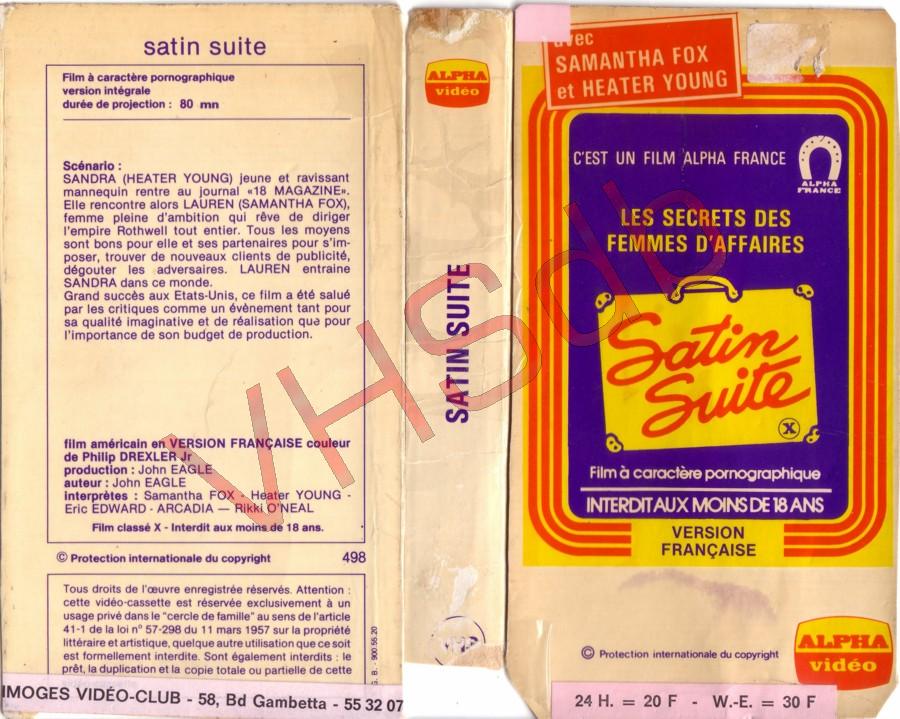 satin suite
Film à caractère pornographique
version intégrale
durée de projection : 80 mn
Scénario :
SANDRA (HEATER YOUNG) jeune et ravissant
mannequin rentre au journal «18 MAGAZINE».
Elle rencontre alors LAUREN (SAMANTHA FOX),
femme pleine d'ambition qui rêve de diriger
l'empire Rothwell tout entier. Tous les moyens
sont bons pour elle et ses partenaires pour s'im-
poser, trouver de nouveaux clients de publicité,
dégouter les adversaires. LAUREN entraine
SANDRA dans ce monde.
Grand succès aux Etats-Unis, ce film a été salué
par les critiques comme un évènement tant pour
sa qualité imaginative et de réalisation que pour
l'importance de son budget de production.
film américain en VERSION FRANÇAISE couleur
de Philip DREXLER Jr
production : John EAGLE
auteur : John EAGLE
interprètes : Samantha FOX - Heater YOUNG -
Eric EDWARD - ARCADIA — Rikki O'NEAL
Film classé X - Interdit aux moins de 18 ans.
© Protection internationale du copyright 498
Tous droits de l'œuvre enregistrée réservés. Attention :
cette vidéo-cassette est réservée exclusivement à un
usage privé dans le "cercle de famille" au sens de l'article
41-1 de la loi n° 57-298 du 11 mars 1957 sur la propriété
littéraire et artistique, quelque autre utilisation que ce soit
est formellement interdite. Sont également interdits : le
prêt, la duplication et la copie totale ou partielle de cette
G. B. - 900 55 20
IMOGES VIDÉO-CLUB - 58, Bd Gambetta - 55 32 07
ALPHA
vidéo
SATIN SUITE
avec
SAMANTHA FOX
et HEATER YOUNG
C'EST UN FILM ALPHA FRANCE
ALPHA
FRANCE
LES SECRETS DES
FEMMES D'AFFAIRES
Satin
Suite
X
Film à caractère pornographique
INTERDIT AUX MOINS DE 18 ANS
VERSION
FRANÇAISE
© Protection internationale du copyright
ALPHA
vidéo
24 H. = 20 F - W.-E. = 30 F
VHSdb